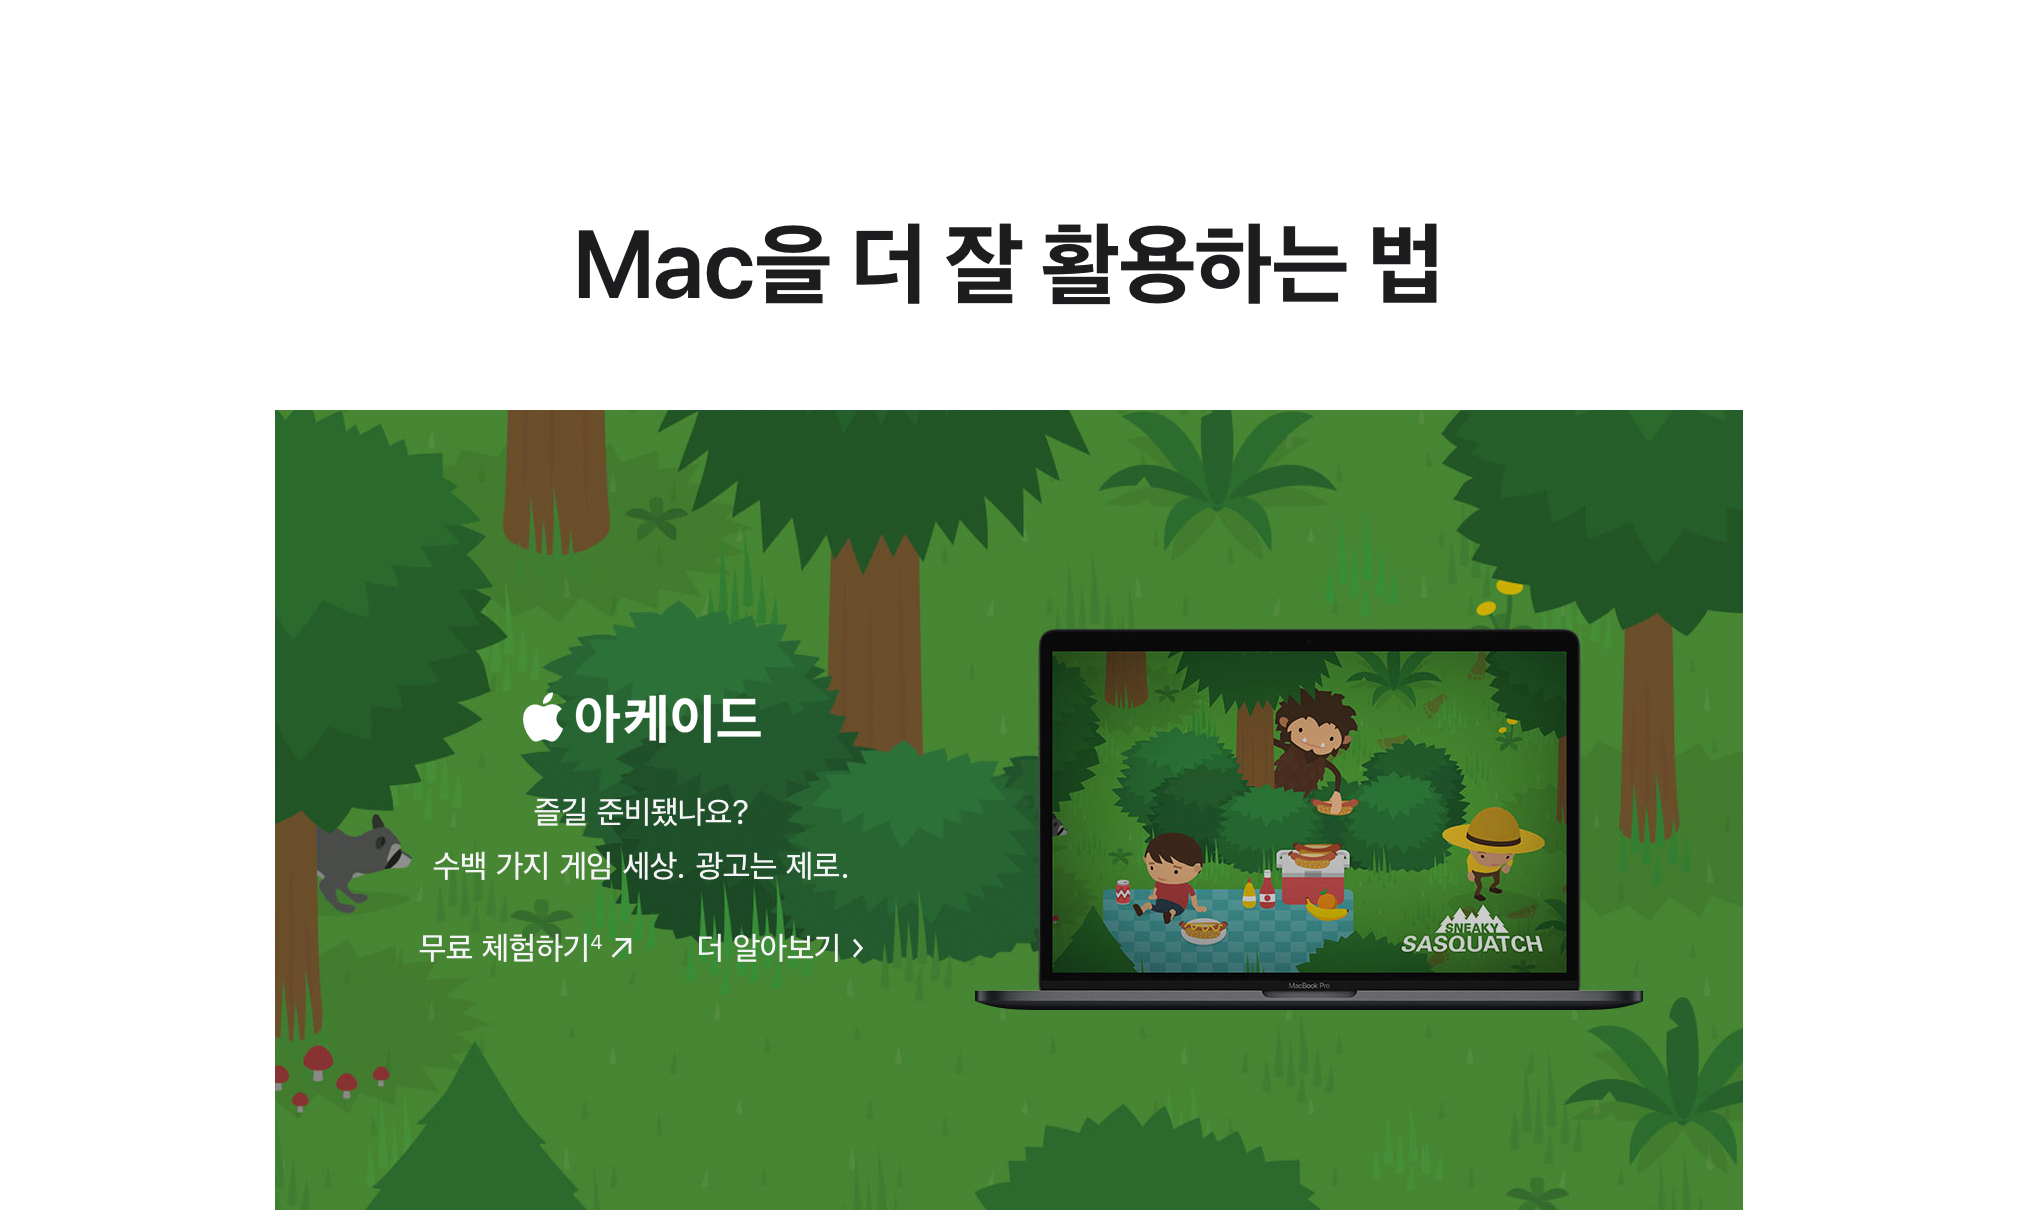 Mac을 더 잘 활용하는 법
아케이드
즐길 준비됐나요?
수백 가지 게임 세상. 광고는 제로.
무료 체험하기4 더 알아보기
SNEAKY
SASQUATCH
MacBook Pro